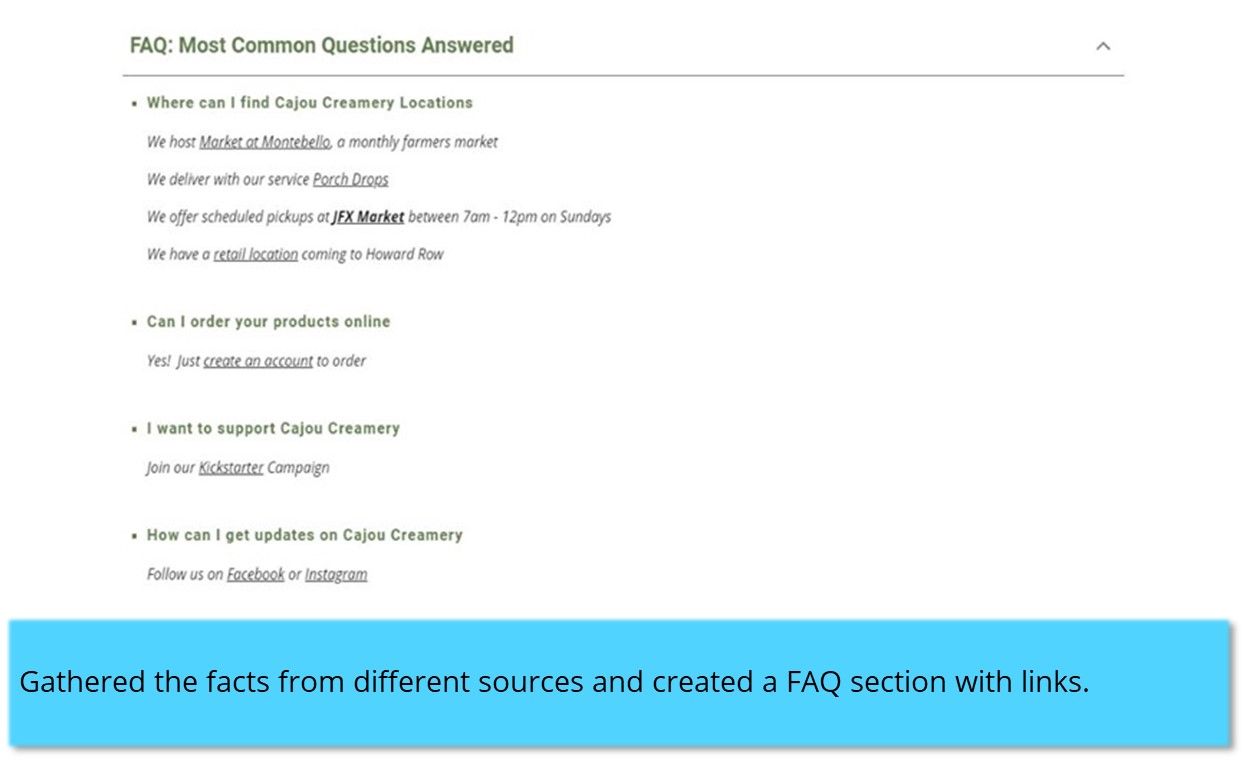 FAQ: Most Common Questions Answered
Where can I find Cajou Creamery Locations
We host Market at Montebello, a monthly farmers market
We deliver with our service Porch Drops
We offer scheduled pickups at JFX Market between 7am - 12pm on Sundays
We have a retail location coming to Howard Row
Can I order your products online
Yes! Just create an account to order
I want to support Cajou Creamery
Join our Kickstarter Campaign
How can I get updates on Cajou Creamery
Follow us on Facebook or Instagram
Gathered the facts from different sources and created a FAQ section with links.